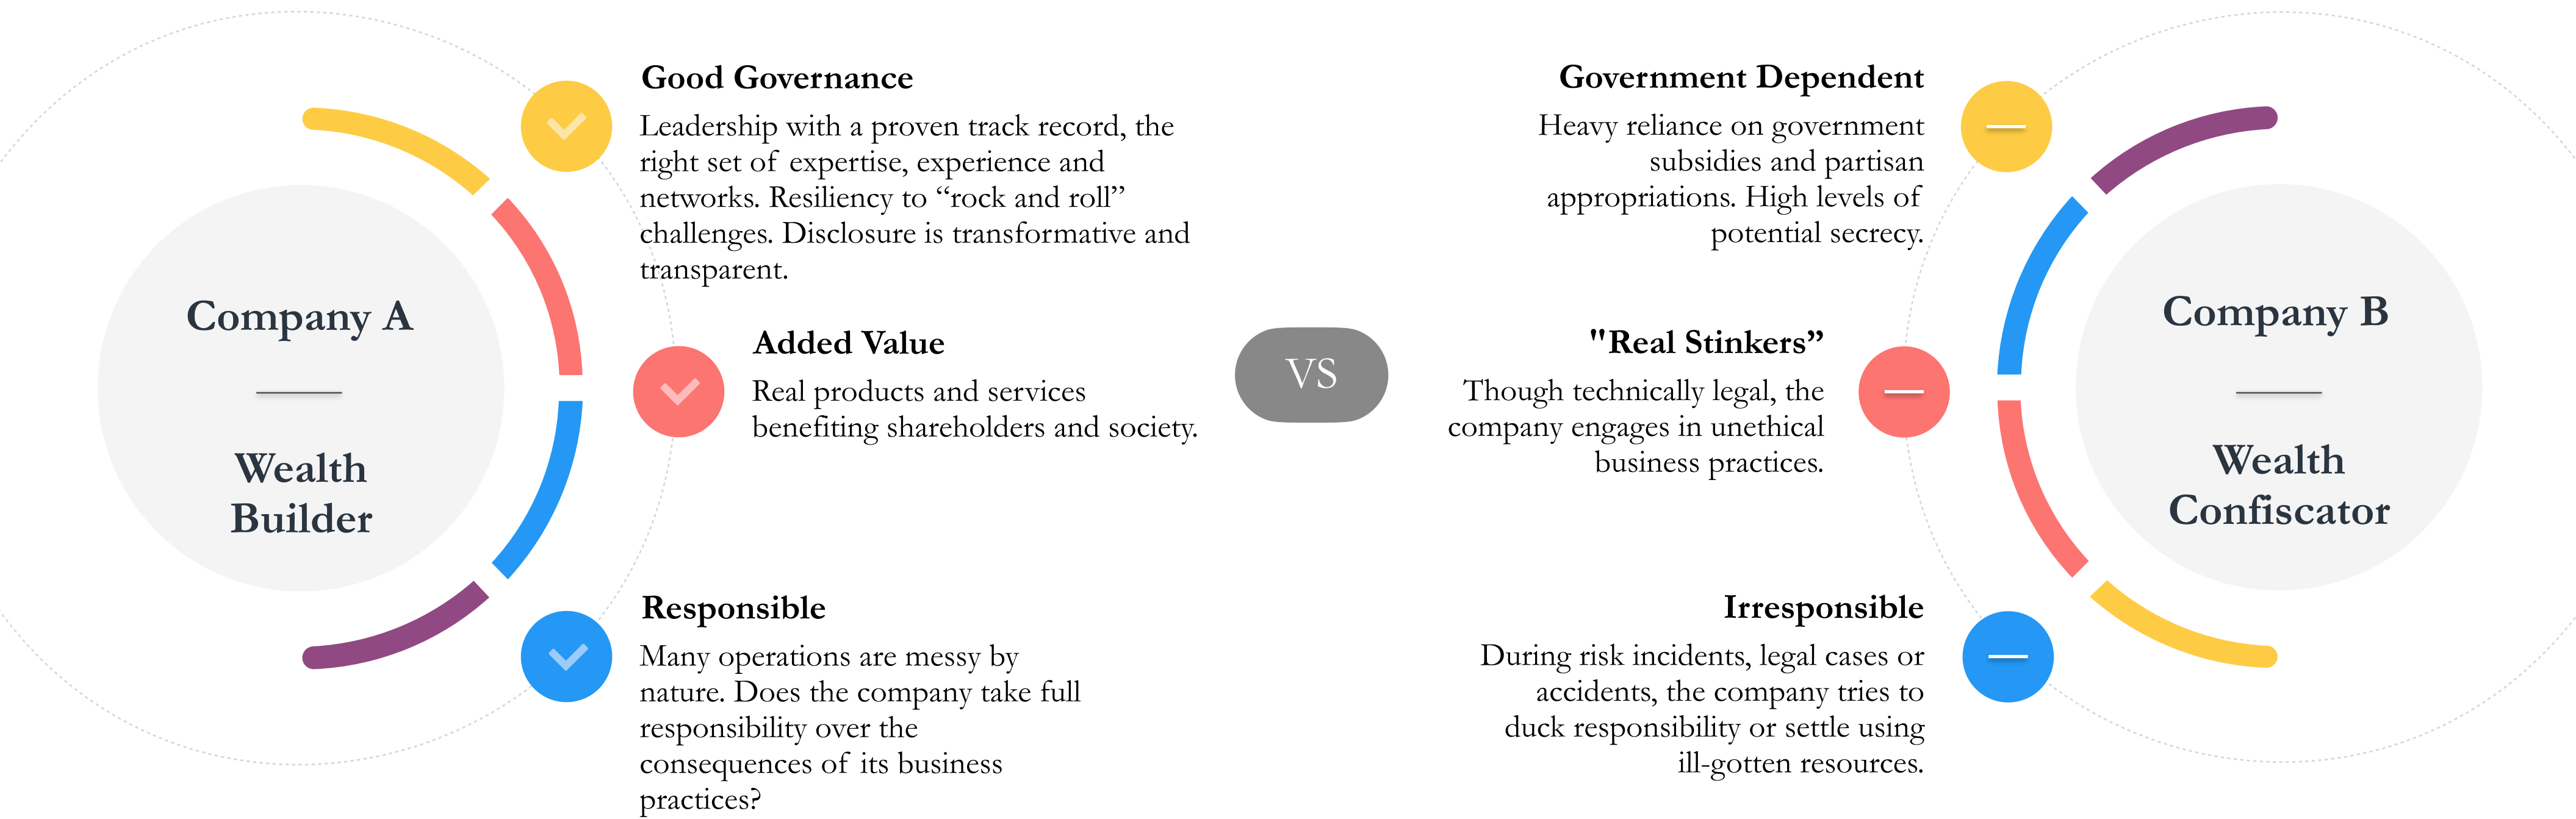 Company A
Wealth
Builder
Good Governance
Leadership with a proven track record, the
right set of expertise, experience and
networks. Resiliency to “rock and roll”
challenges. Disclosure is transformative and
transparent.
Added Value
Real products and services
benefiting shareholders and society.
Responsible
Many operations are messy by
nature. Does the company take full
responsibility over the
consequences of its business
practices?
VS
Government Dependent
Heavy reliance on government
subsidies and partisan
appropriations. High levels of
potential secrecy.
"Real Stinkers”
Though technically legal, the
company engages in unethical
business practices.
Irresponsible
During risk incidents, legal cases or
accidents, the company tries to
duck responsibility or settle using
ill-gotten resources.
Company B
Wealth
Confiscator